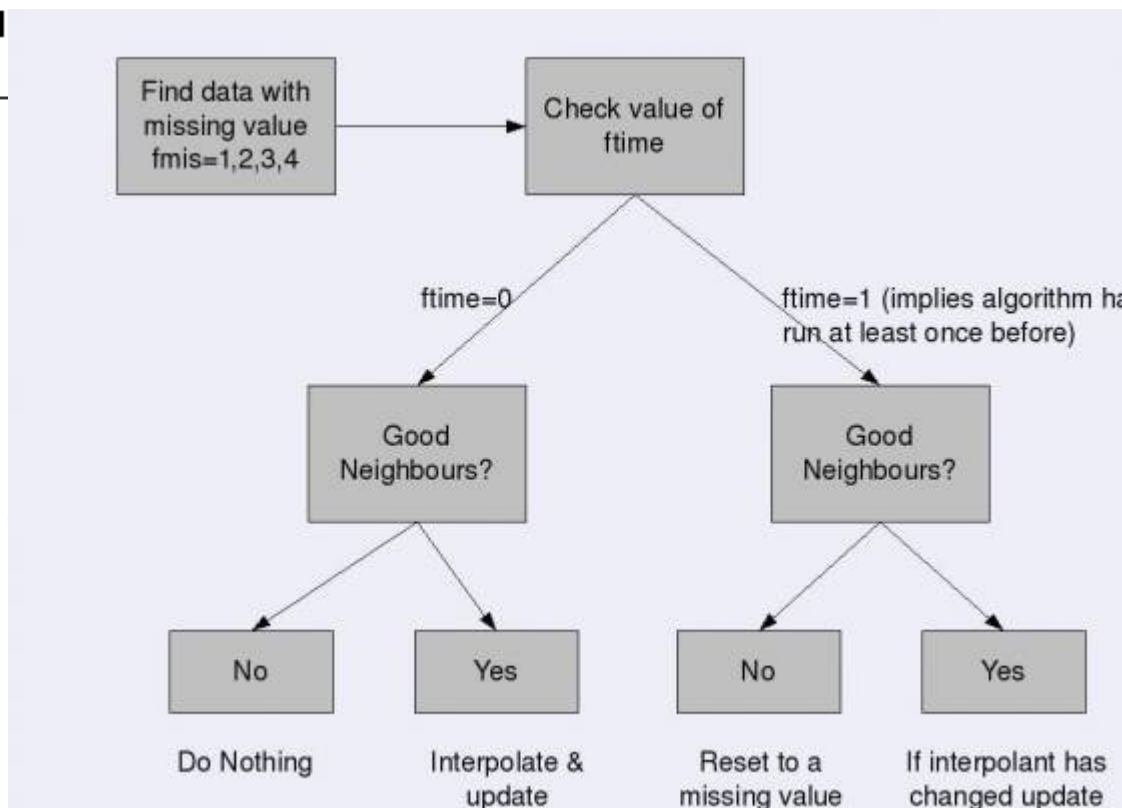 Find data with
missing value
fmis=1,2,3,4
Check value of
ftime
ftime=0
ftime=1 (implies algorithm ha
run at least once before)
Good
Neighbours?
Good
Neighbours?
No
Yes
No
Yes
Do Nothing
Interpolate &
update
Reset to a
missing value
If interpolant has
changed update